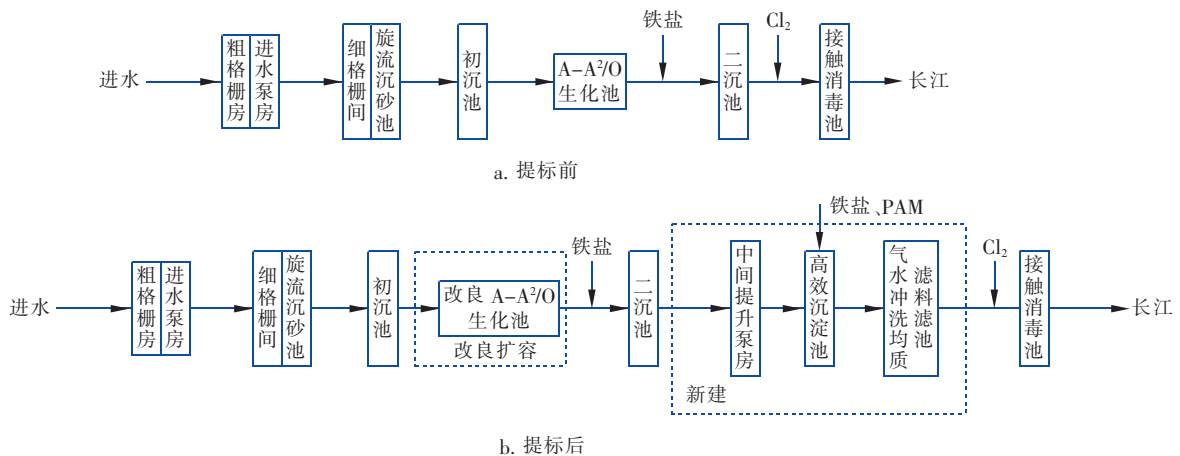 铁盐
Cl₂
进水
粗格栅房
进水泵房
细格栅间
旋流沉砂池
初沉池
A-A²/O
生化池
二沉池
接触消毒池
长江
a. 提标前
铁盐、PAM
铁盐
Cl₂
进水
粗格栅房
进水泵房
细格栅间
旋流沉砂池
初沉池
改良 A-A²/O
生化池
改良扩容
二沉池
中间提升泵房
高效沉淀池
气水冲洗均质
滤料滤池
新建
接触消毒池
长江
b. 提标后